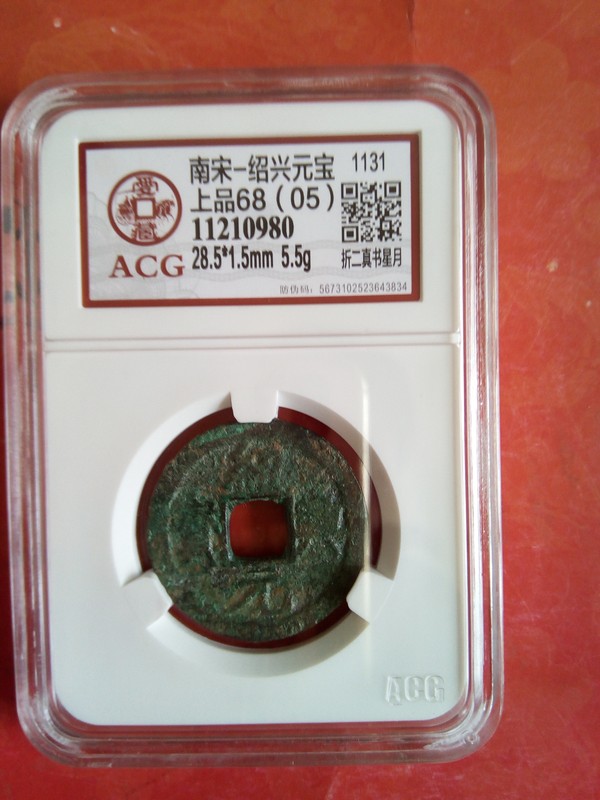 南宋-绍兴元宝 1131
上品68（05）
11210980
ACG
28.5*1.5mm 5.5g
折二真书星月
防伪码：5673102523643834
ACG